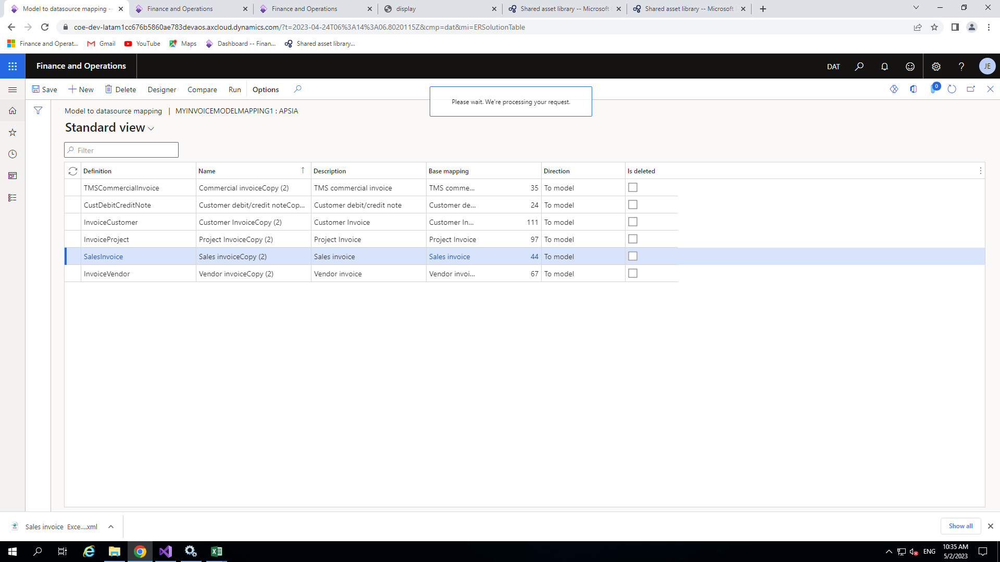 Model to datasource mapping --
Finance and Operations
Finance and Operations
display
Shared asset library -- Microsoft
Shared asset library -- Microsoft
coe-dev-latam1cc676b5860ae783devaos.axcloud.dynamics.com/?t=2023-04-24T06%3A14%3A06.8020115Z&cmp=dat&mi=ERSolutionTable
Finance and Operat...
Gmail
YouTube
Maps
Dashboard -- Finan...
Shared asset library...
Finance and Operations
DAT
JE
Save
New
Delete
Designer
Compare
Run
Options
0
Please wait. We're processing your request.
Model to datasource mapping | MYINVOICEMODELMAPPING1 : APSIA
Standard view
Filter
Definition Name Description Base mapping Direction Is deleted
TMSCommercialInvoice Commercial invoiceCopy (2) TMS commercial invoice TMS comme... 35 To model
CustDebitCreditNote Customer debit/credit noteCop... Customer debit/credit note Customer de... 24 To model
InvoiceCustomer Customer InvoiceCopy (2) Customer Invoice Customer In... 111 To model
InvoiceProject Project InvoiceCopy (2) Project Invoice Project Invoice 97 To model
SalesInvoice Sales invoiceCopy (2) Sales invoice Sales invoice 44 To model
InvoiceVendor Vendor invoiceCopy (2) Vendor invoice Vendor invoi... 67 To model
Sales invoice Exce....xml
Show all
ENG
10:35 AM
5/2/2023